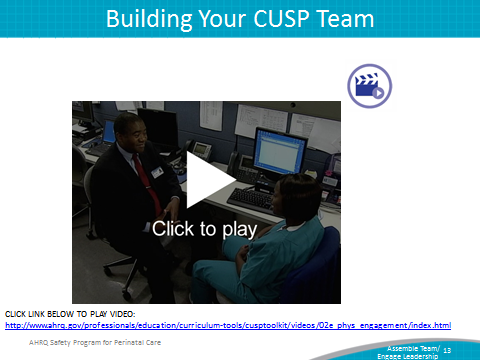 Building Your CUSP Team
Click to play
CLICK LINK BELOW TO PLAY VIDEO:
http://www.ahrq.gov/professionals/education/curriculum-tools/cusptoolkit/videos/02e_phys_engagement/index.html
AHRQ Safety Program for Perinatal Care
Assemble Team/
Engage Leadership
13